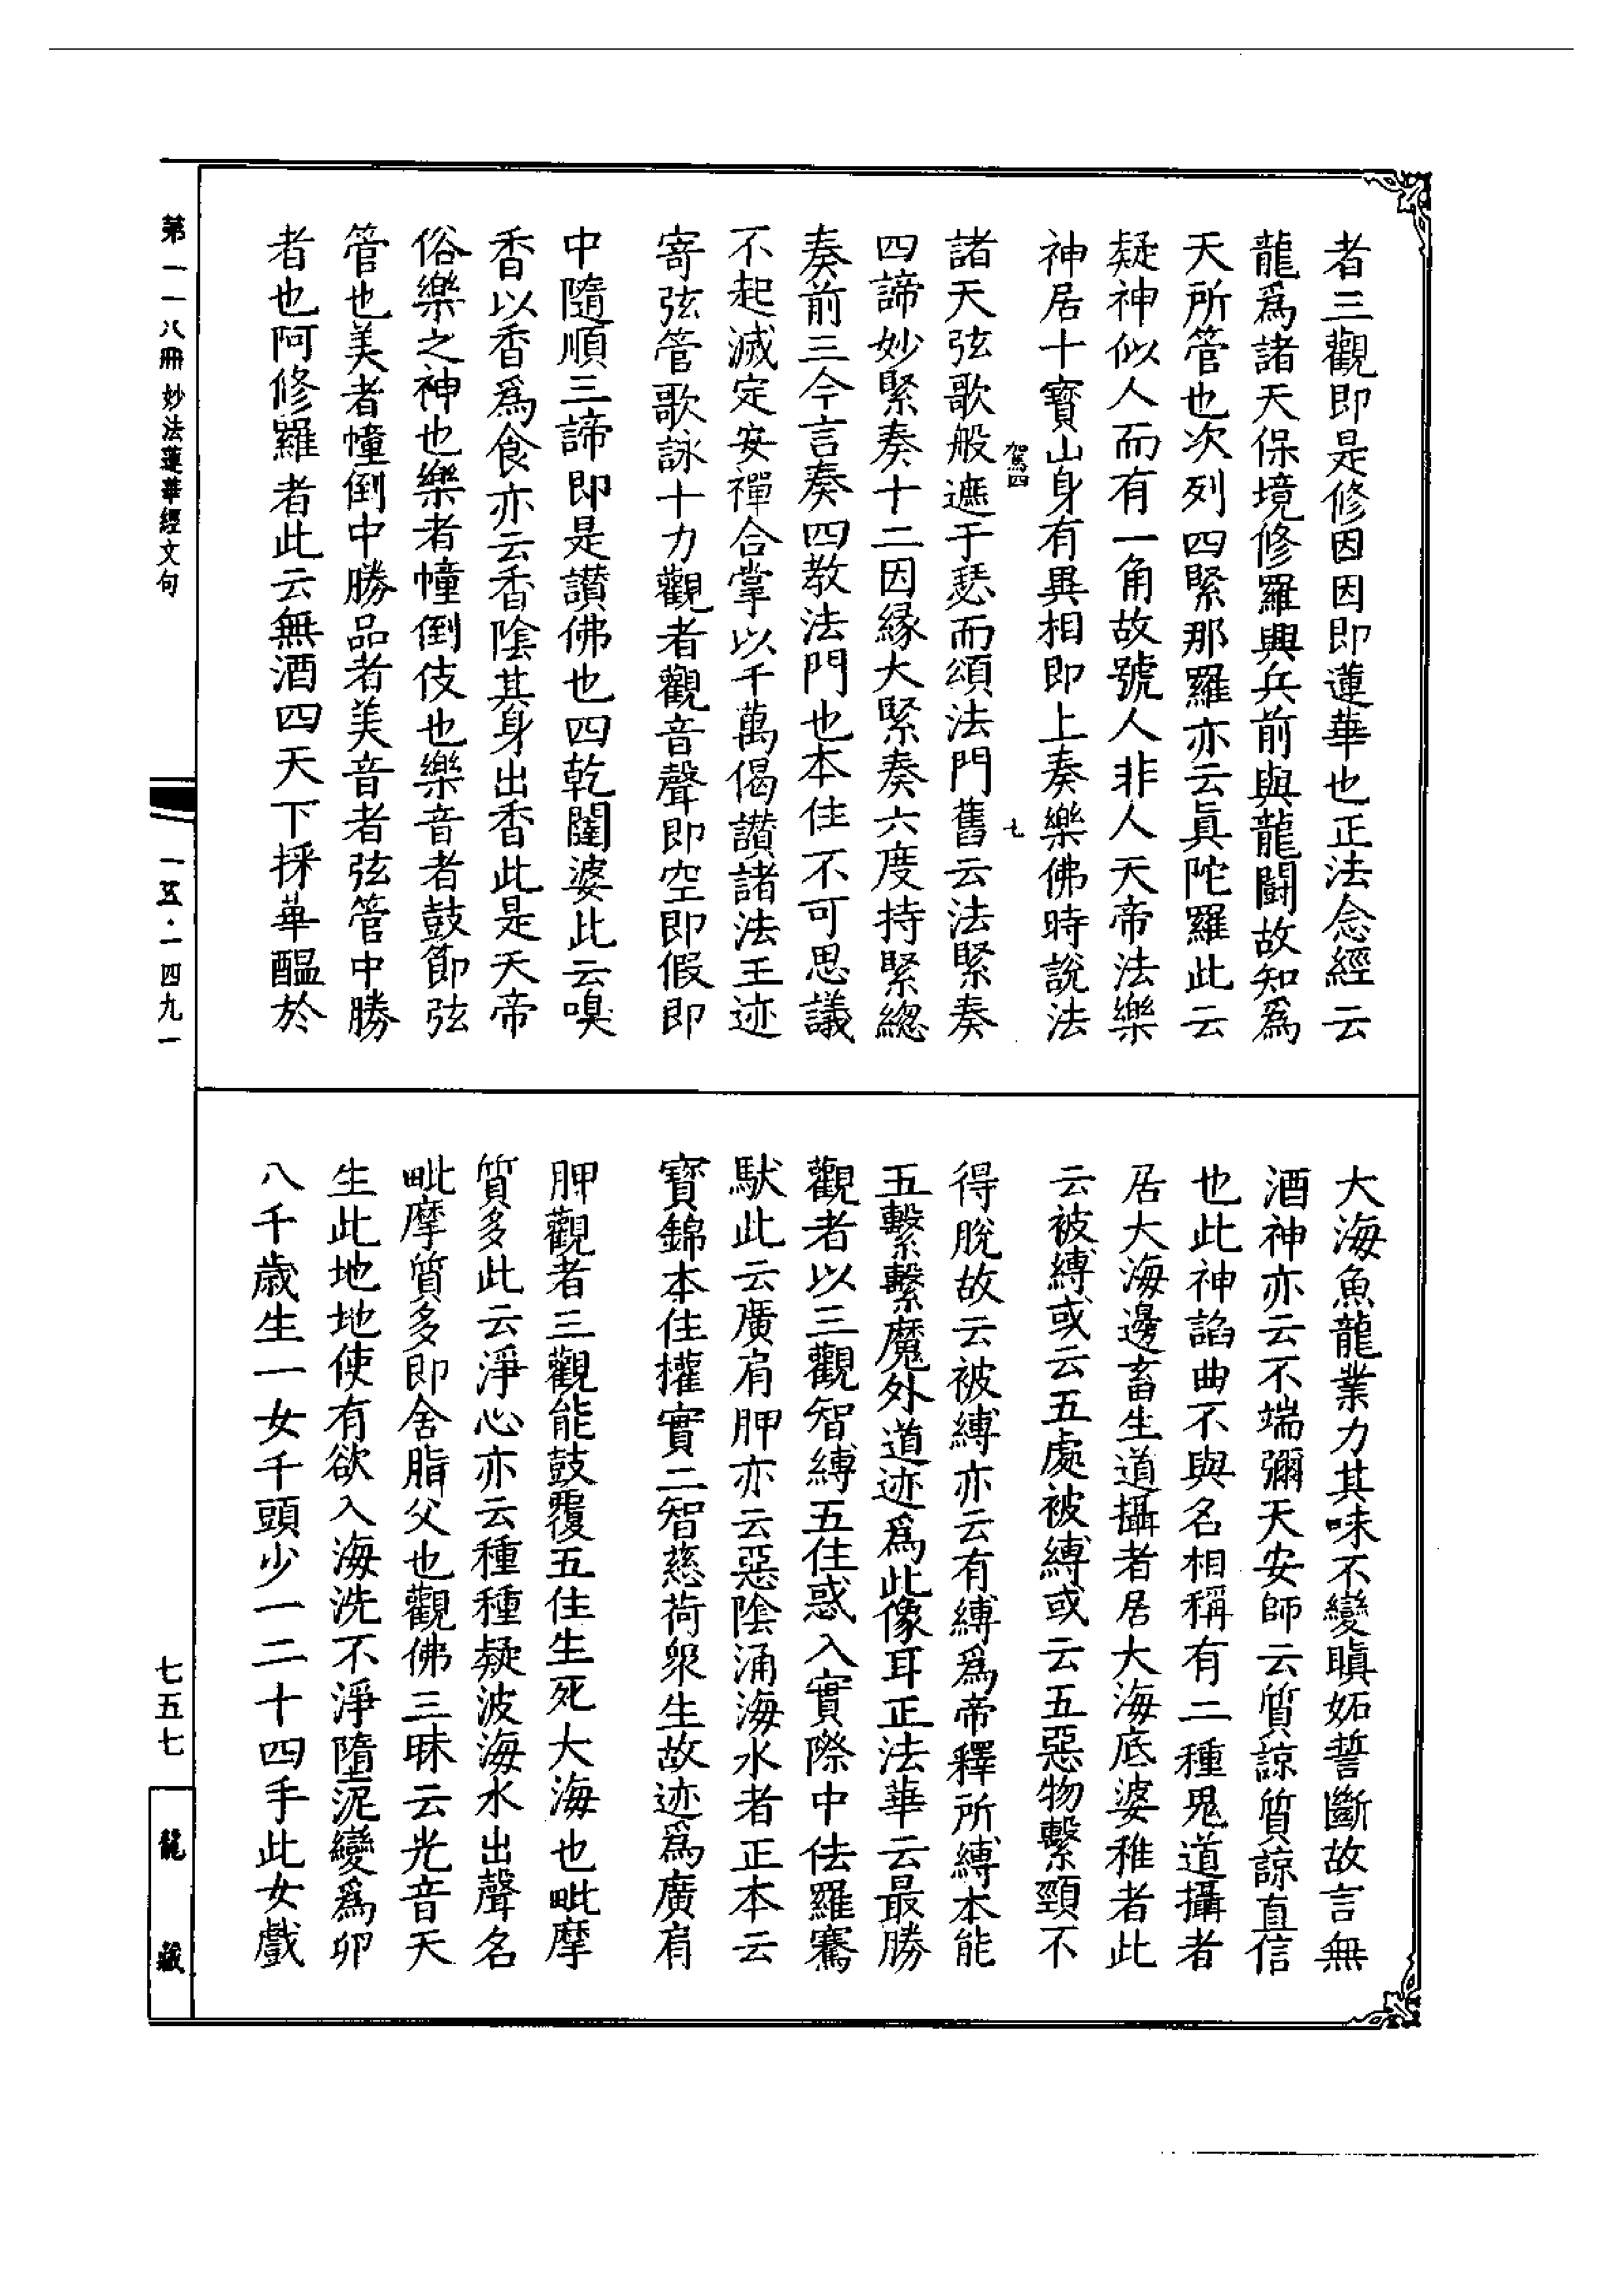 者三觀即是修因因即蓮華也正法念經云
龍爲諸天保境修羅興兵前與龍鬬故知爲
天所管也次列四緊那羅亦云眞陀羅此云
疑神似人而有一角故號人非人天帝法樂
神居十寶山身有異相即上奏樂佛時說法
駕四
七
諸天弦歌般遮于瑟而頌法門舊云法緊奏
四諦妙緊奏十二因縁大緊奏六度持緊緫
奏前三今言奏四教法門也本住不可思議
不起滅定安禪合掌以千萬偈讚諸法王迹
寄弦管歌詠十力觀者觀音聲即空即假即
中隨順三諦即是讃佛也四乾闥婆此云嗅
香以香爲食亦云香陰其身出香此是天帝
俗樂之神也樂者幢倒伎也樂音者鼓節弦
管也美者幢倒中勝品者美音者弦管中勝
者也阿修羅者此云無酒四天下採華醖於
大海魚龍業力其味不變瞋妬誓斷故言無
酒神亦云不端彌天安師云質諒質諒直信
也此神諂曲不與名相稱有二種鬼道攝者
居大海邊畜生道攝者居大海底婆稚者此
云被縛或云五處被縛或云五惡物繫頸不
得脫故云被縛亦云有縛爲帝釋所縛本能
五繫繫魔外道迹爲此像耳正法華云最勝
觀者以三觀智縛五住惑入實際中佉羅騫
馱此云廣肩胛亦云惡陰涌海水者正本云
寶錦本住權實二智慈荷衆生故迹爲廣肩
胛觀者三觀能鼓覆五住生死大海也毗摩
質多此云淨心亦云種種疑波海水出聲名
毗摩質多即舍脂父也觀佛三昧云光音天
生此地地使有欲入海洗不淨墮泥變爲卵
八千歲生一女千頭少一二十四手此女戲
第一一八冊 妙法蓮華經文句
一五·一四九一
七五七
龍藏